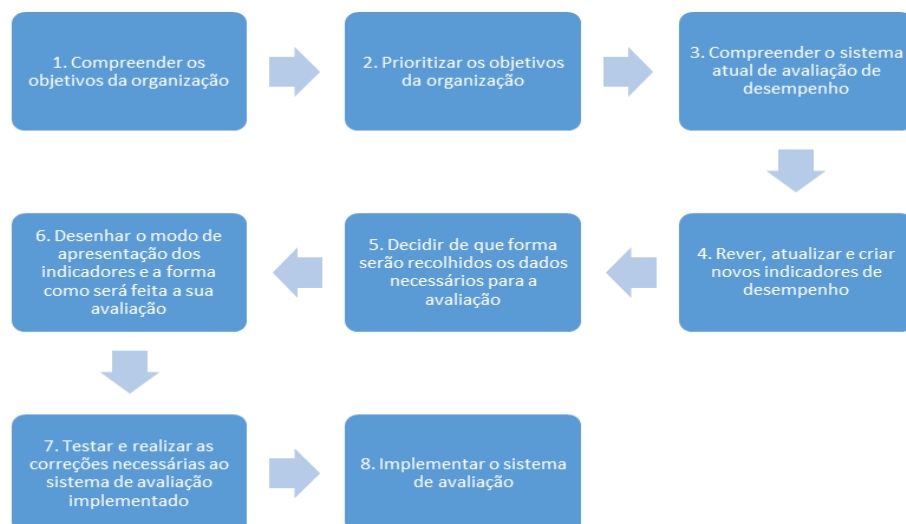 1. Compreender os
objetivos da organização
2. Prioritizar os objetivos
da organização
3. Compreender o sistema
atual de avaliação de
desempenho
4. Rever, atualizar e criar
novos indicadores de
desempenho
5. Decidir de que forma
serão recolhidos os dados
necessários para a
avaliação
6. Desenhar o modo de
apresentação dos
indicadores e a forma
como será feita a sua
avaliação
7. Testar e realizar as
correções necessárias ao
sistema de avaliação
implementado
8. Implementar o sistema
de avaliação